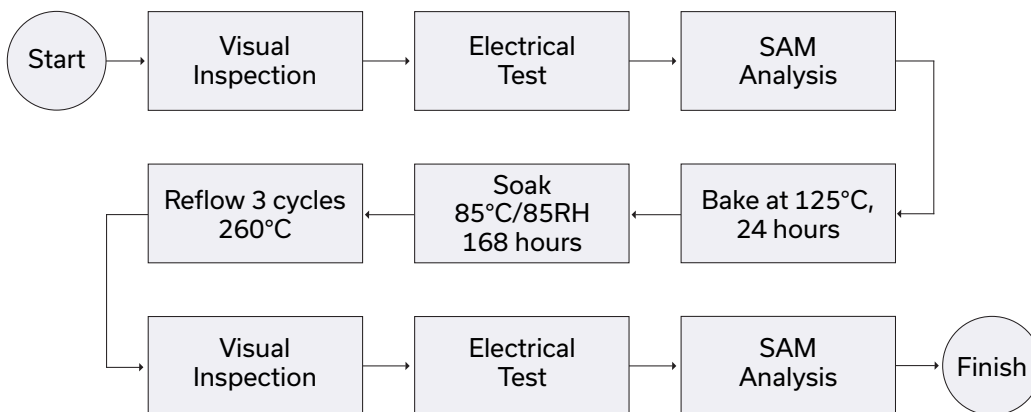 Start
Visual
Inspection
Electrical
Test
SAM
Analysis
Bake at 125°C,
24 hours
Soak
85°C/85RH
168 hours
Reflow 3 cycles
260°C
Visual
Inspection
Electrical
Test
SAM
Analysis
Finish